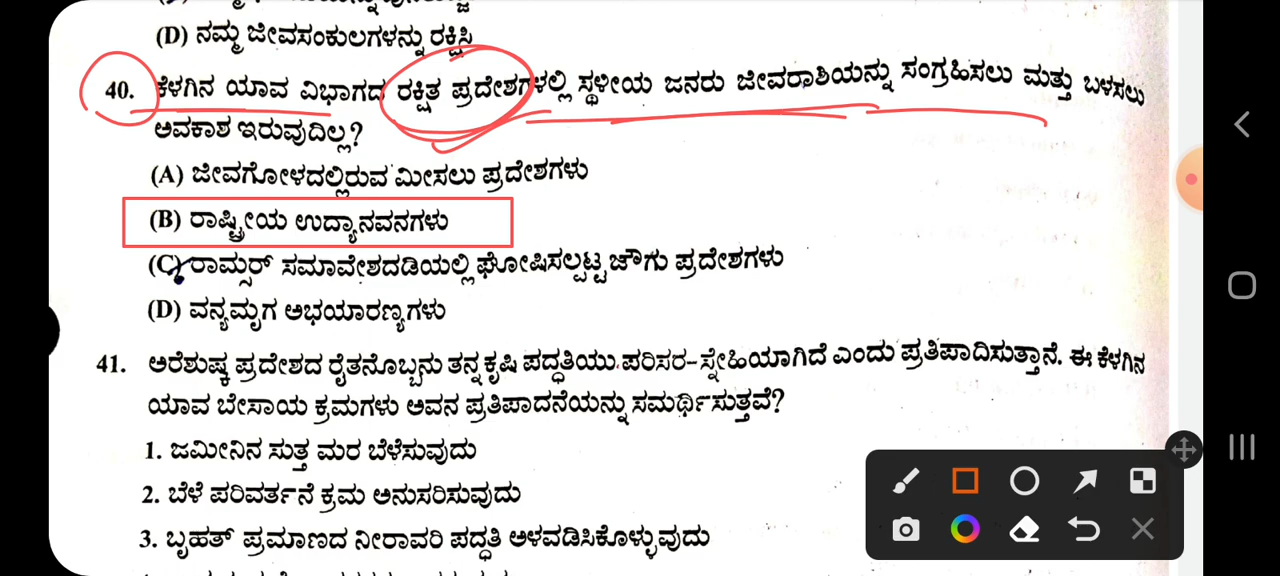 (D) ನಮ್ಮ ಜೀವಸಂಕುಲಗಳನ್ನು ರಕ್ಷಿಸಿ
40. ಕೆಳಗಿನ ಯಾವ ವಿಭಾಗದ ರಕ್ಷಿತ ಪ್ರದೇಶಗಳಲ್ಲಿ ಸ್ಥಳೀಯ ಜನರು ಜೀವರಾಶಿಯನ್ನು ಸಂಗ್ರಹಿಸಲು ಮತ್ತು ಬಳಸಲು
ಅವಕಾಶ ಇರುವುದಿಲ್ಲ?
(A) ಜೀವಗೋಳದಲ್ಲಿರುವ ಮೀಸಲು ಪ್ರದೇಶಗಳು
(B) ರಾಷ್ಟ್ರೀಯ ಉದ್ಯಾನವನಗಳು
(C) ರಾಮ್ಸರ್ ಸಮಾವೇಶದಡಿಯಲ್ಲಿ ಘೋಷಿಸಲ್ಪಟ್ಟ ಜೌಗು ಪ್ರದೇಶಗಳು
(D) ವನ್ಯಮೃಗ ಅಭಯಾರಣ್ಯಗಳು
41. ಅರೆಶುಷ್ಕ ಪ್ರದೇಶದ ರೈತನೊಬ್ಬನು ತನ್ನ ಕೃಷಿ ಪದ್ಧತಿಯು ಪರಿಸರ-ಸ್ನೇಹಿಯಾಗಿದೆ ಎಂದು ಪ್ರತಿಪಾದಿಸುತ್ತಾನೆ. ಈ ಕೆಳಗಿನ
ಯಾವ ಬೇಸಾಯ ಕ್ರಮಗಳು ಅವನ ಪ್ರತಿಪಾದನೆಯನ್ನು ಸಮರ್ಥಿಸುತ್ತವೆ?
1. ಜಮೀನಿನ ಸುತ್ತ ಮರ ಬೆಳೆಸುವುದು
2. ಬೆಳೆ ಪರಿವರ್ತನೆ ಕ್ರಮ ಅನುಸರಿಸುವುದು
3. ಬೃಹತ್ ಪ್ರಮಾಣದ ನೀರಾವರಿ ಪದ್ಧತಿ ಅಳವಡಿಸಿಕೊಳ್ಳುವುದು